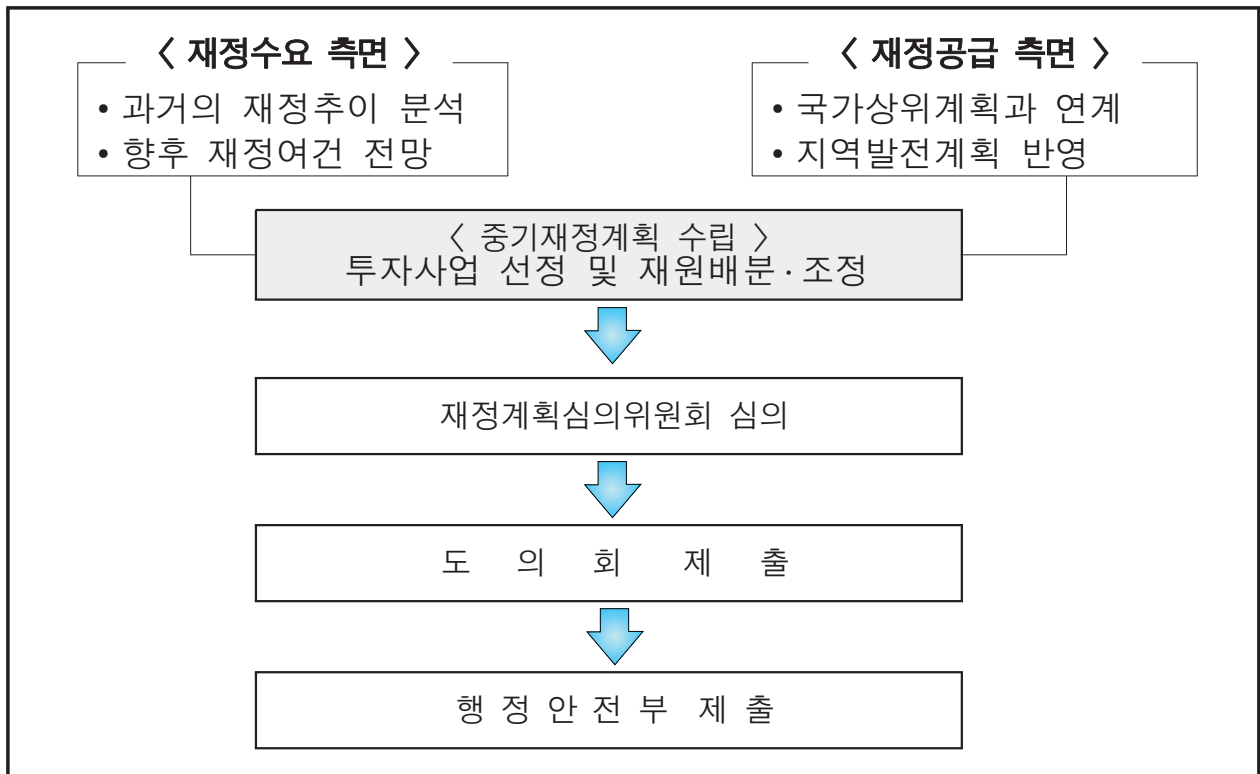 〈 재정수요 측면 〉
• 과거의 재정추이 분석
• 향후 재정여건 전망
〈 재정공급 측면 〉
• 국가상위계획과 연계
• 지역발전계획 반영
〈 중기재정계획 수립 〉
투자사업 선정 및 재원배분·조정
재정계획심의위원회 심의
도 의 회 제 출
행 정 안 전 부 제 출